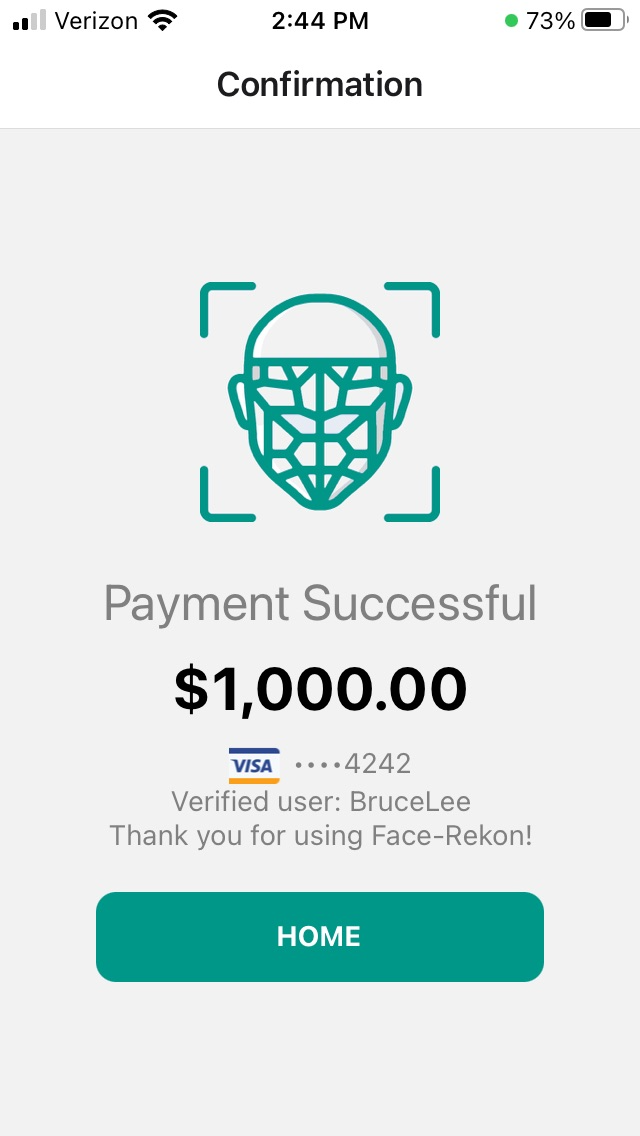 Verizon 2:44 PM 73%
Confirmation
Payment Successful
$1,000.00
VISA ····4242
Verified user: BruceLee
Thank you for using Face-Rekon!
HOME